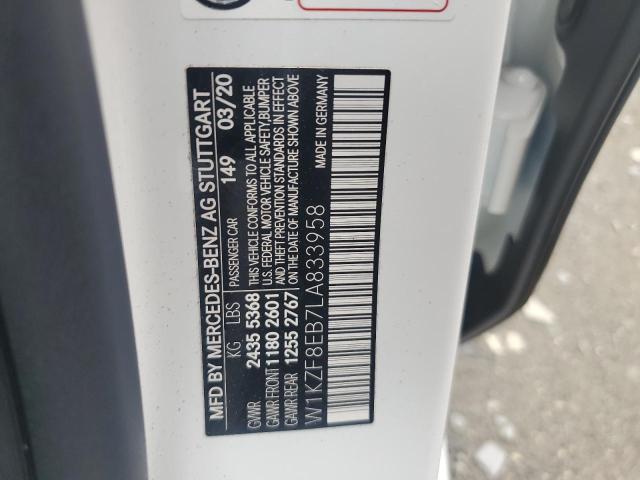 MFD BY MERCEDES-BENZ AG STUTTGART
KG LBS PASSENGER CAR 149 03/20
GVWR 2435 5368 THIS VEHICLE CONFORMS TO ALL APPLICABLE
U.S. FEDERAL MOTOR VEHICLE SAFETY, BUMPER
GAWR FRONT 1180 2601 AND THEFT PREVENTION STANDARDS IN EFFECT
GAWR REAR 1255 2767 ON THE DATE OF MANUFACTURE SHOWN ABOVE
W1KZF8EB7LA833958 MADE IN GERMANY